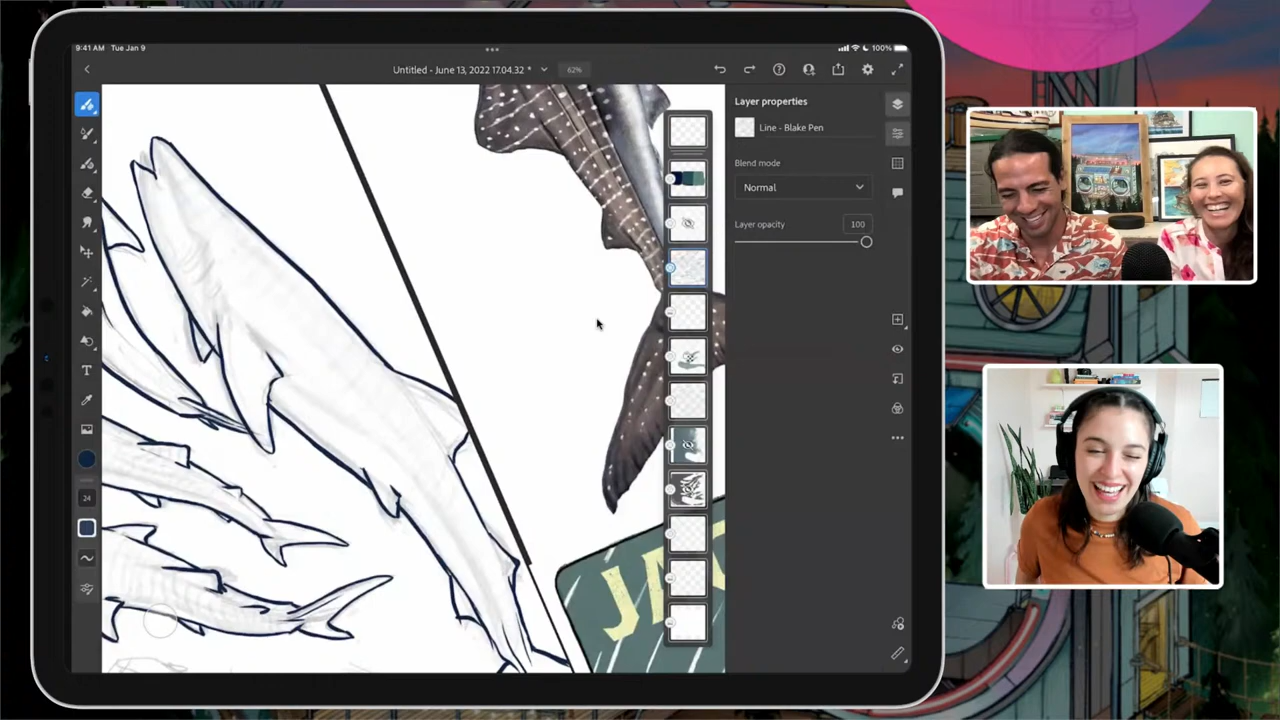 9:41 AM Tue Jan 9
100%
Untitled - June 13, 2022 17.04.32 *
62%
Layer properties
Line - Blake Pen
Blend mode
Normal
Layer opacity
100
T
24